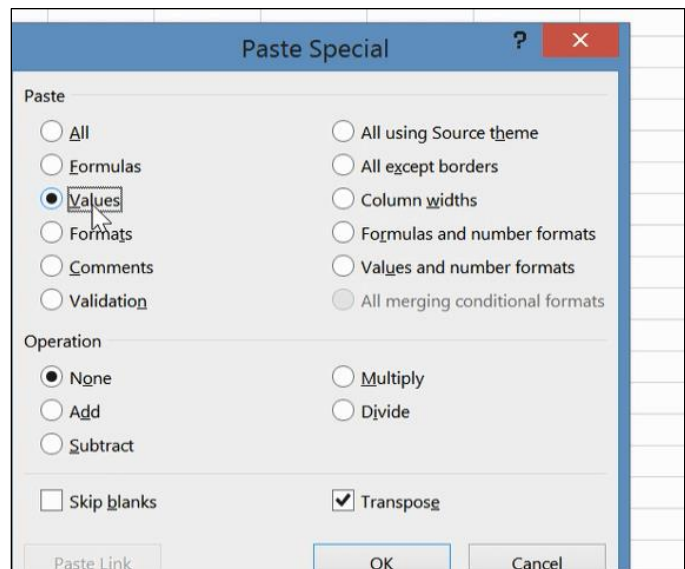 Paste Special
?
Paste
All
All using Source theme
Formulas
All except borders
Values
Column widths
Formats
Formulas and number formats
Comments
Values and number formats
Validation
All merging conditional formats
Operation
None
Multiply
Add
Divide
Subtract
Skip blanks
Transpose
Paste Link
OK
Cancel